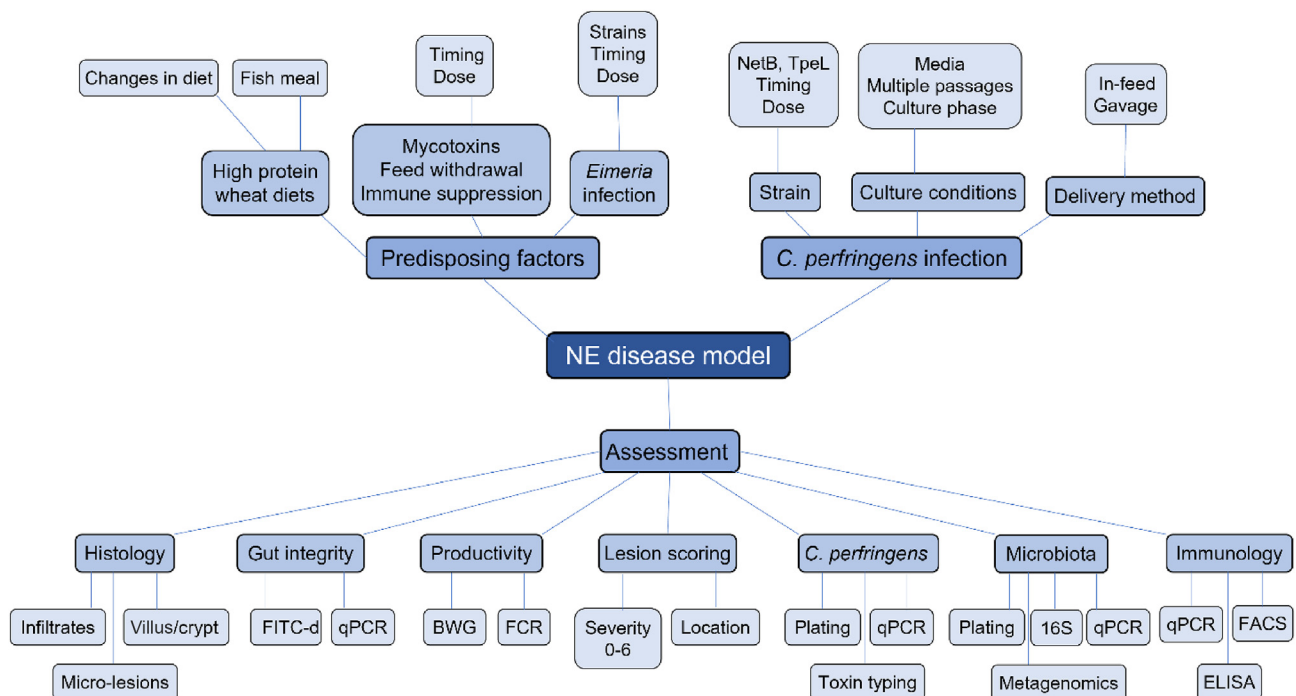 Changes in diet
Fish meal
Timing
Dose
Strains
Timing
Dose
NetB, TpeL
Timing
Dose
Media
Multiple passages
Culture phase
In-feed
Gavage
High protein
wheat diets
Mycotoxins
Feed withdrawal
Immune suppression
Eimeria
infection
Strain
Culture conditions
Delivery method
Predisposing factors
C. perfringens infection
NE disease model
Assessment
Histology
Gut integrity
Productivity
Lesion scoring
C. perfringens
Microbiota
Immunology
Infiltrates
Villus/crypt
FITC-d
qPCR
BWG
FCR
Severity
0-6
Location
Plating
qPCR
Plating
16S
qPCR
qPCR
FACS
Micro-lesions
Toxin typing
Metagenomics
ELISA